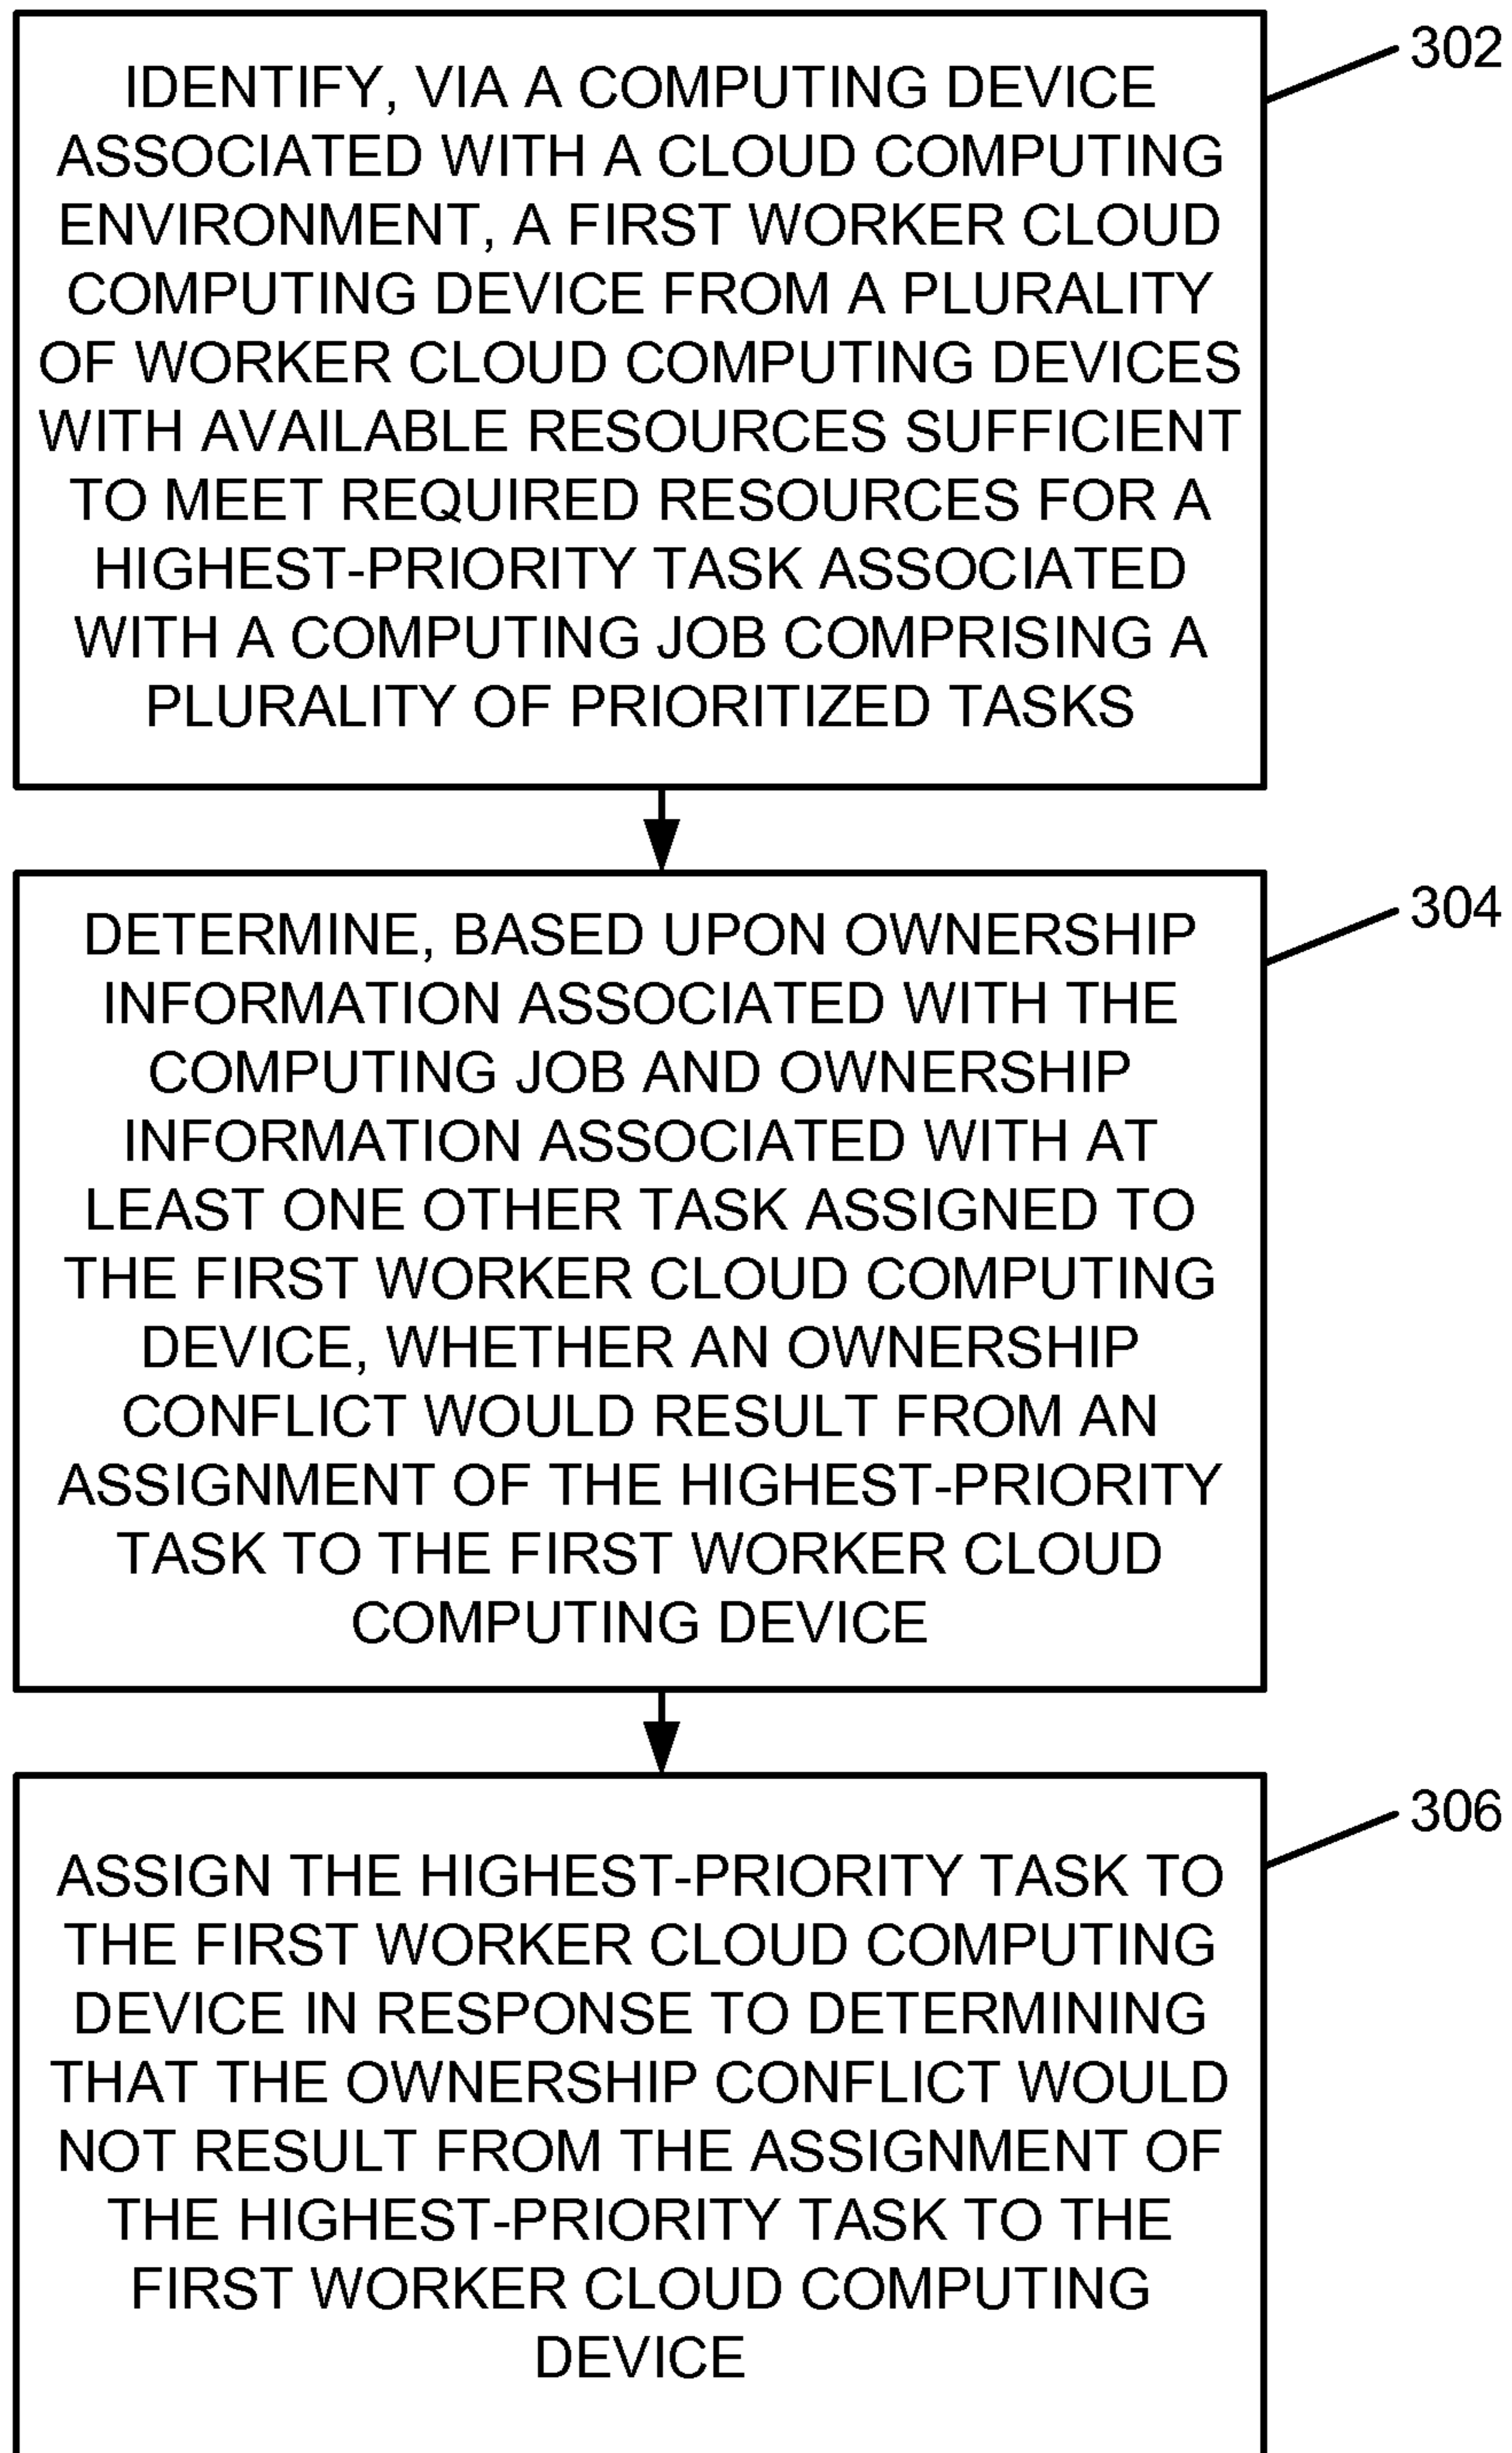 302
IDENTIFY, VIA A COMPUTING DEVICE
ASSOCIATED WITH A CLOUD COMPUTING
ENVIRONMENT, A FIRST WORKER CLOUD
COMPUTING DEVICE FROM A PLURALITY
OF WORKER CLOUD COMPUTING DEVICES
WITH AVAILABLE RESOURCES SUFFICIENT
TO MEET REQUIRED RESOURCES FOR A
HIGHEST-PRIORITY TASK ASSOCIATED
WITH A COMPUTING JOB COMPRISING A
PLURALITY OF PRIORITIZED TASKS
304
DETERMINE, BASED UPON OWNERSHIP
INFORMATION ASSOCIATED WITH THE
COMPUTING JOB AND OWNERSHIP
INFORMATION ASSOCIATED WITH AT
LEAST ONE OTHER TASK ASSIGNED TO
THE FIRST WORKER CLOUD COMPUTING
DEVICE, WHETHER AN OWNERSHIP
CONFLICT WOULD RESULT FROM AN
ASSIGNMENT OF THE HIGHEST-PRIORITY
TASK TO THE FIRST WORKER CLOUD
COMPUTING DEVICE
306
ASSIGN THE HIGHEST-PRIORITY TASK TO
THE FIRST WORKER CLOUD COMPUTING
DEVICE IN RESPONSE TO DETERMINING
THAT THE OWNERSHIP CONFLICT WOULD
NOT RESULT FROM THE ASSIGNMENT OF
THE HIGHEST-PRIORITY TASK TO THE
FIRST WORKER CLOUD COMPUTING
DEVICE